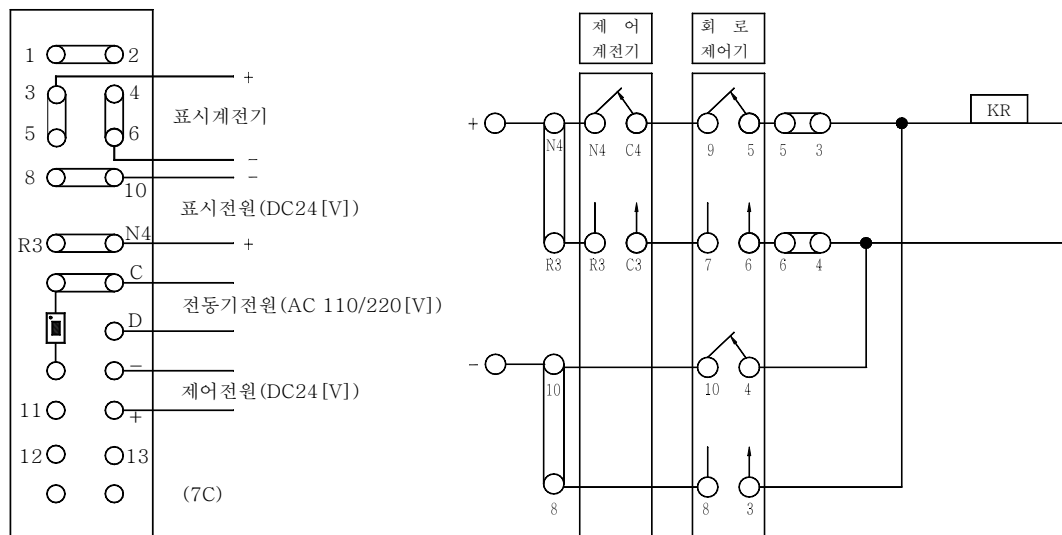 1 2
3 4 +
표시계전기
5 6
−
8 10 −
표시전원(DC24[V])
R3 N4 +
C
전동기전원(AC 110/220[V])
D
−
제어전원(DC24[V])
11 +
12 13
(7C)
제 어 회 로
계전기 제어기
KR
+ N4 N4 C4 9 5 5 3
R3 R3 C3 7 6 6 4
− 10 10 4
8 8 3